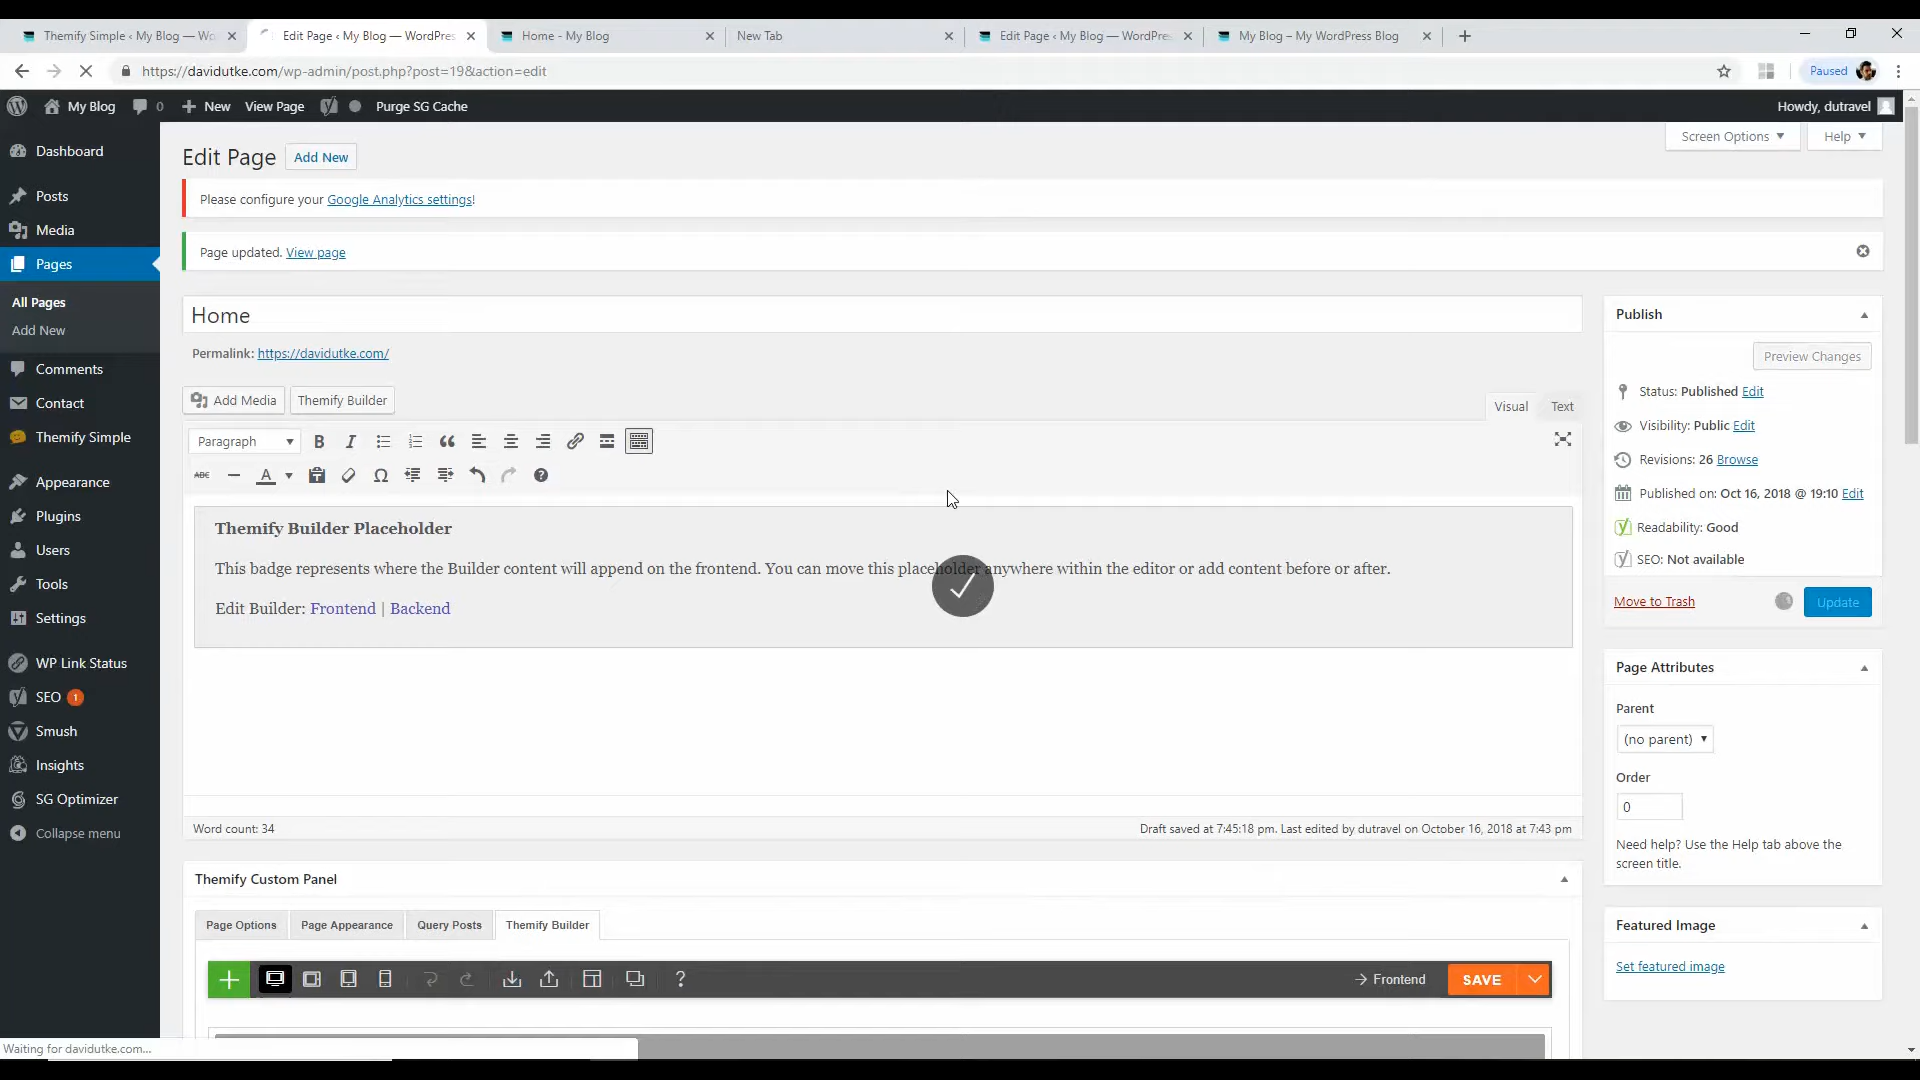 Themify Simple ‹ My Blog — Wo
Edit Page ‹ My Blog — WordPres
Home - My Blog
New Tab
Edit Page ‹ My Blog — WordPres
My Blog – My WordPress Blog
https://davidutke.com/wp-admin/post.php?post=19&action=edit
Paused
My Blog
0
New
View Page
Purge SG Cache
Howdy, dutravel
Dashboard
Posts
Media
Pages
All Pages
Add New
Comments
Contact
Themify Simple
Appearance
Plugins
Users
Tools
Settings
WP Link Status
SEO 1
Smush
Insights
SG Optimizer
Collapse menu
Screen Options
Help
Edit Page
Add New
Please configure your Google Analytics settings!
Page updated. View page
Home
Permalink: https://davidutke.com/
Add Media
Themify Builder
Visual
Text
Paragraph
B
I
ABC
A
Ω
Themify Builder Placeholder
This badge represents where the Builder content will append on the frontend. You can move this placeholder anywhere within the editor or add content before or after.
Edit Builder: Frontend | Backend
Word count: 34
Draft saved at 7:45:18 pm. Last edited by dutravel on October 16, 2018 at 7:43 pm
Themify Custom Panel
Page Options
Page Appearance
Query Posts
Themify Builder
?
Frontend
SAVE
Publish
Preview Changes
Status: Published Edit
Visibility: Public Edit
Revisions: 26 Browse
Published on: Oct 16, 2018 @ 19:10 Edit
Readability: Good
SEO: Not available
Move to Trash
Update
Page Attributes
Parent
(no parent)
Order
0
Need help? Use the Help tab above the
screen title.
Featured Image
Set featured image
Waiting for davidutke.com...